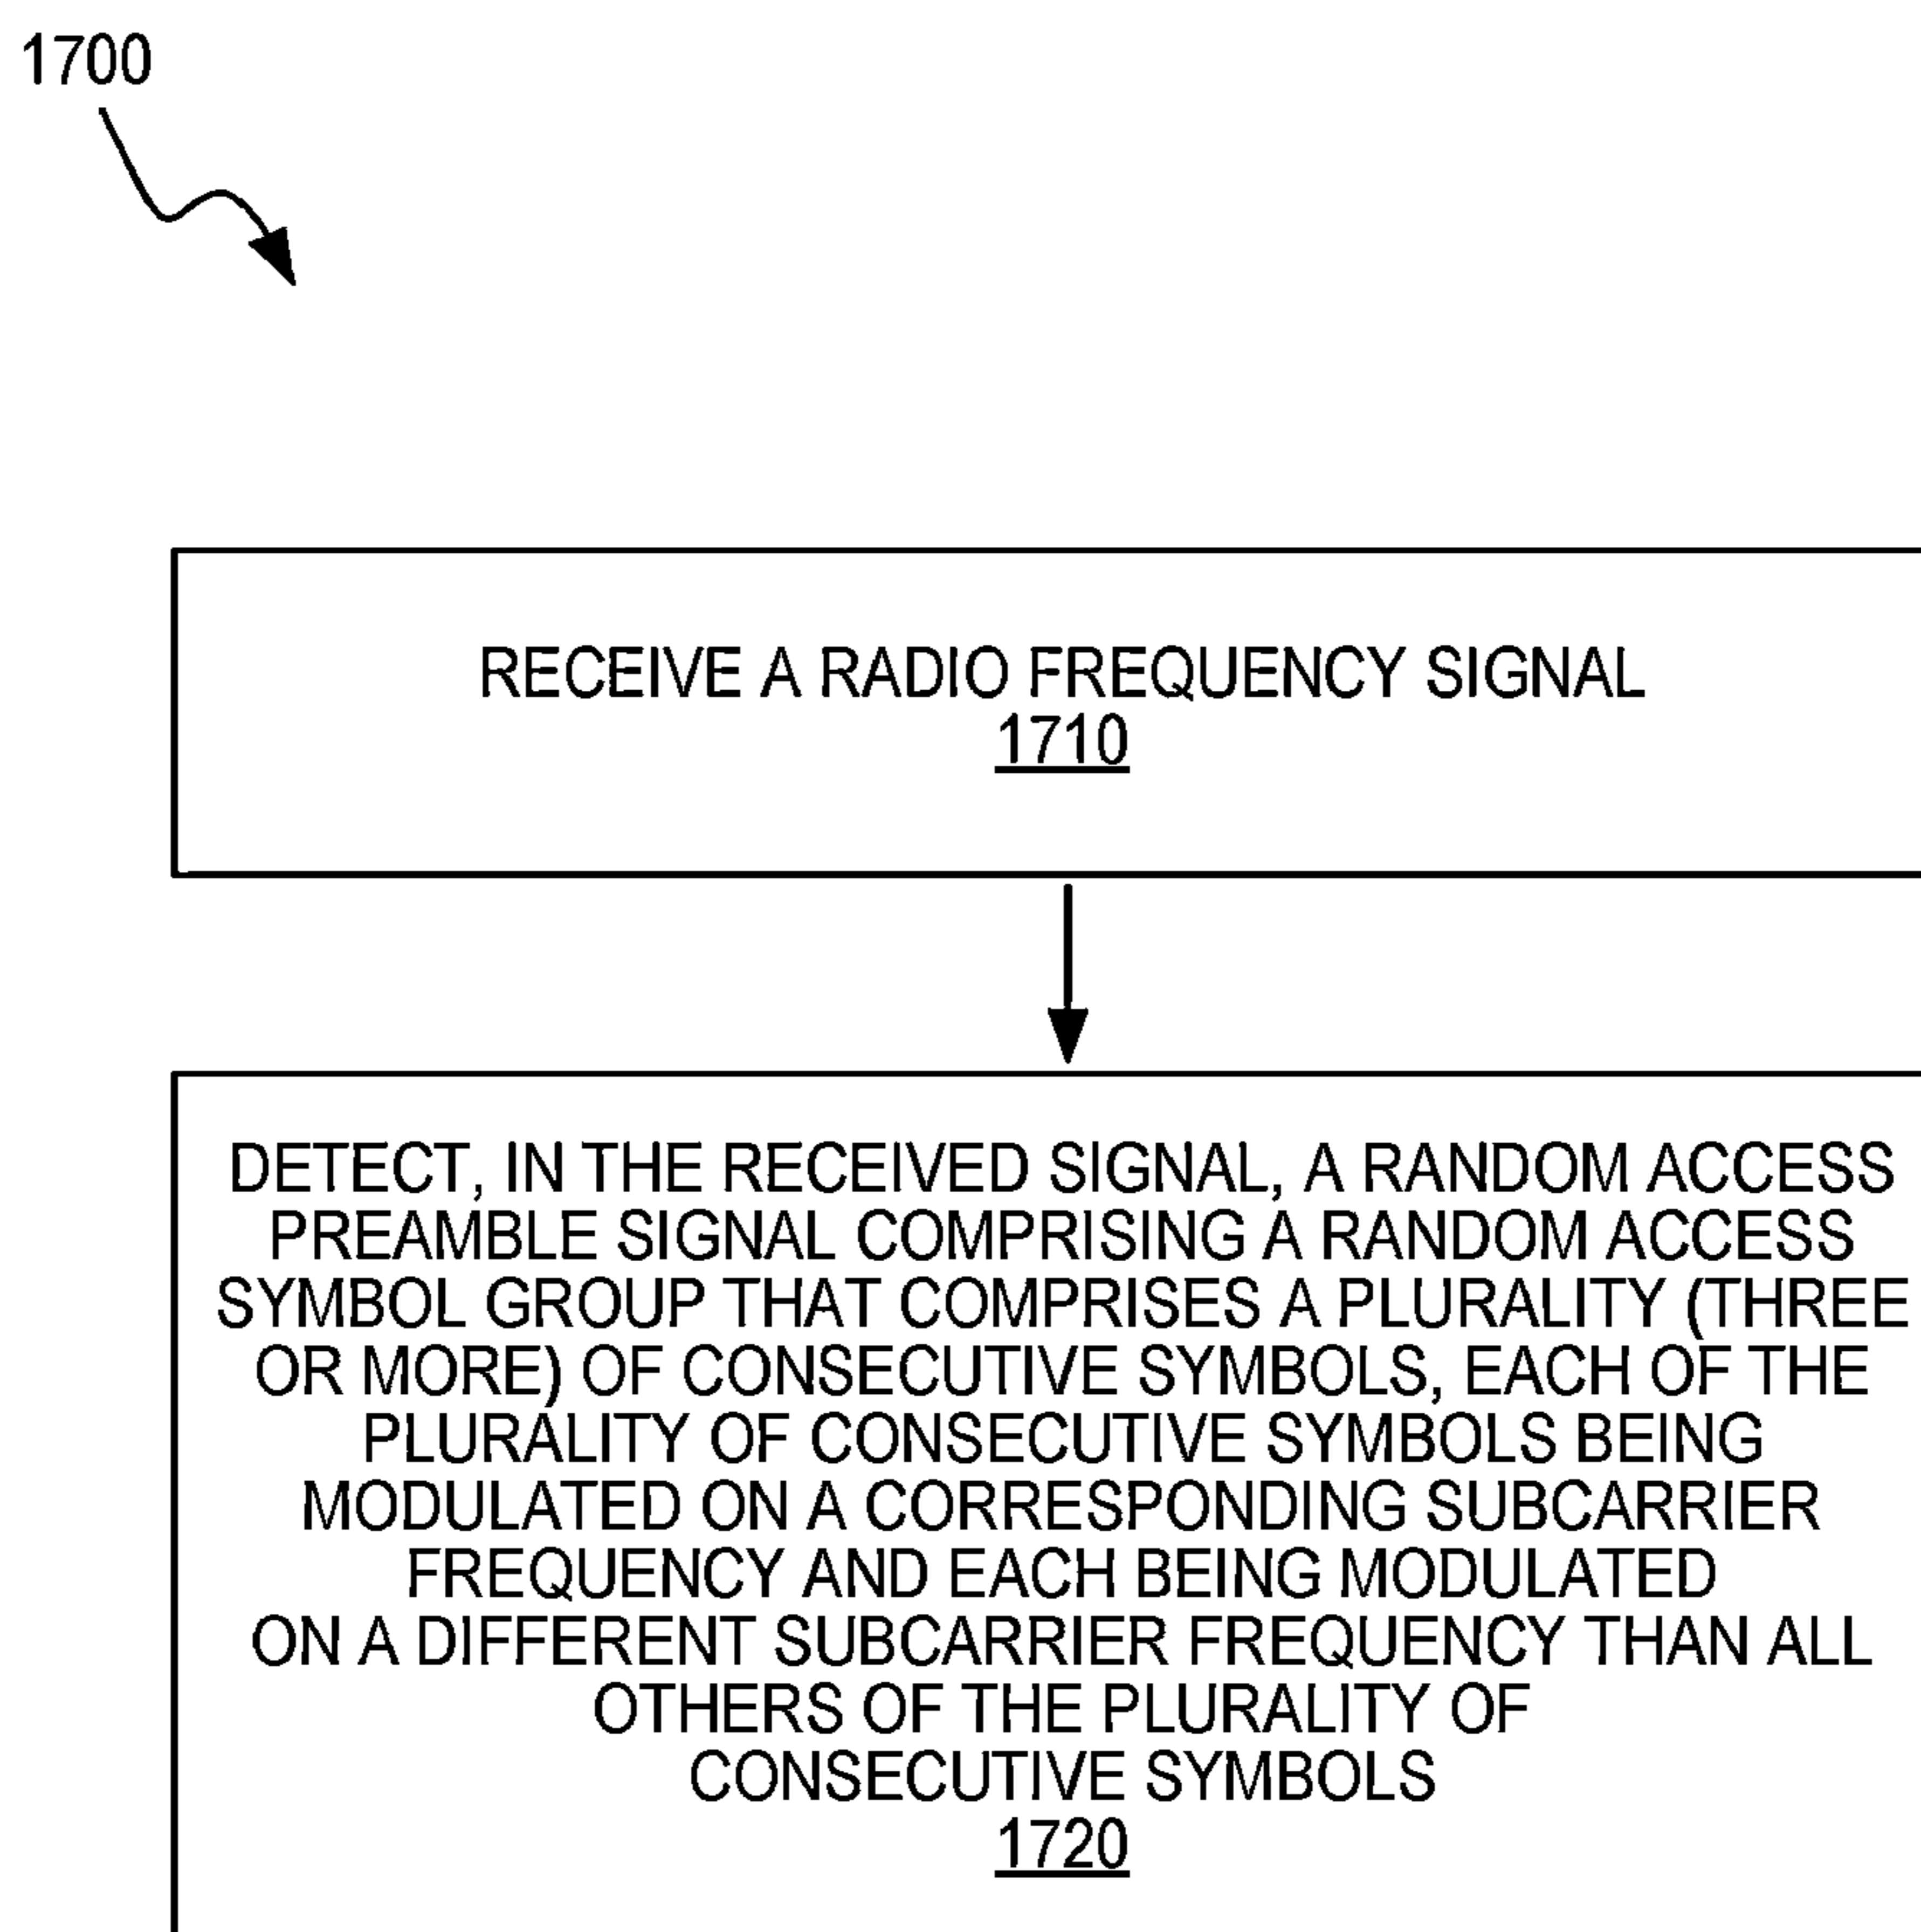 1700
RECEIVE A RADIO FREQUENCY SIGNAL
1710
DETECT, IN THE RECEIVED SIGNAL, A RANDOM ACCESS
PREAMBLE SIGNAL COMPRISING A RANDOM ACCESS
SYMBOL GROUP THAT COMPRISES A PLURALITY (THREE
OR MORE) OF CONSECUTIVE SYMBOLS, EACH OF THE
PLURALITY OF CONSECUTIVE SYMBOLS BEING
MODULATED ON A CORRESPONDING SUBCARRIER
FREQUENCY AND EACH BEING MODULATED
ON A DIFFERENT SUBCARRIER FREQUENCY THAN ALL
OTHERS OF THE PLURALITY OF
CONSECUTIVE SYMBOLS
1720